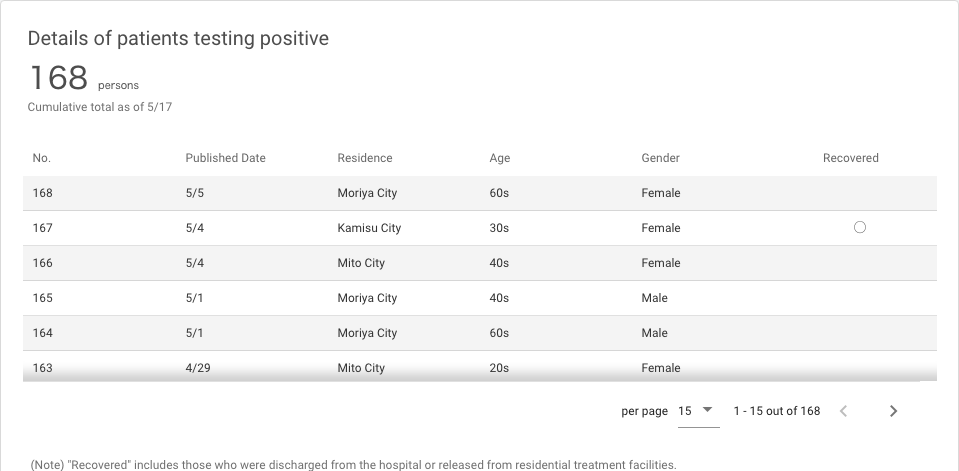 Details of patients testing positive
168 persons
Cumulative total as of 5/17
No. Published Date Residence Age Gender Recovered
168 5/5 Moriya City 60s Female
167 5/4 Kamisu City 30s Female ○
166 5/4 Mito City 40s Female
165 5/1 Moriya City 40s Male
164 5/1 Moriya City 60s Male
163 4/29 Mito City 20s Female
per page 15 1 - 15 out of 168
(Note) "Recovered" includes those who were discharged from the hospital or released from residential treatment facilities.